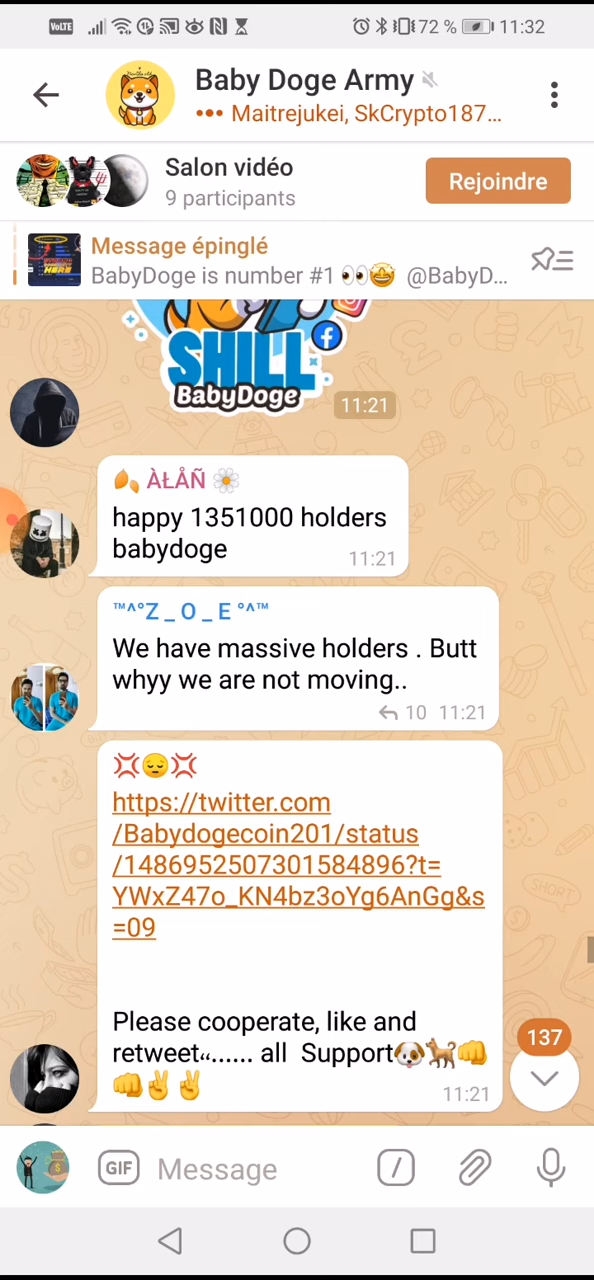 VoLTE 72 % 11:32
Baby Doge Army
••• Maitrejukei, SkCrypto187...
Salon vidéo
9 participants
Rejoindre
Message épinglé
BabyDoge is number #1 👀🤩 @BabyD...
SHILL
BabyDoge
11:21
ÀŁÅÑ 🌼
happy 1351000 holders
babydoge
11:21
™^°Z _ O _ E °^™
We have massive holders . Butt
whyy we are not moving..
10 11:21
💢😔💢
https://twitter.com
/Babydogecoin201/status
/1486952507301584896?t=
YWxZ47o_KN4bz3oYg6AnGg&s
=09
Please cooperate, like and
retweet“...... all Support🐶🐕👊
👊✌✌
11:21
137
GIF Message /